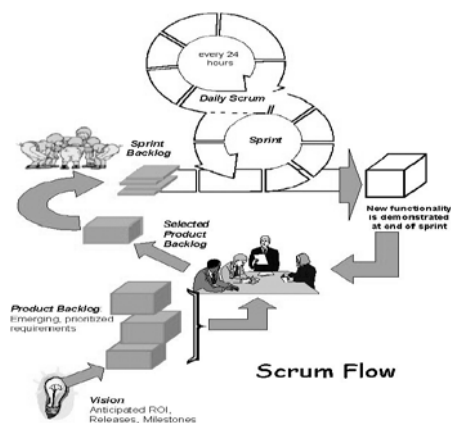 every 24
hours
Daily Scrum
Sprint
Sprint
Backlog
New functionality
is demonstrated
at end of sprint
Selected
Product
Backlog
Product Backlog
Emerging, prioritized
requirements
Scrum Flow
Vision
Anticipated ROI,
Releases, Milestones